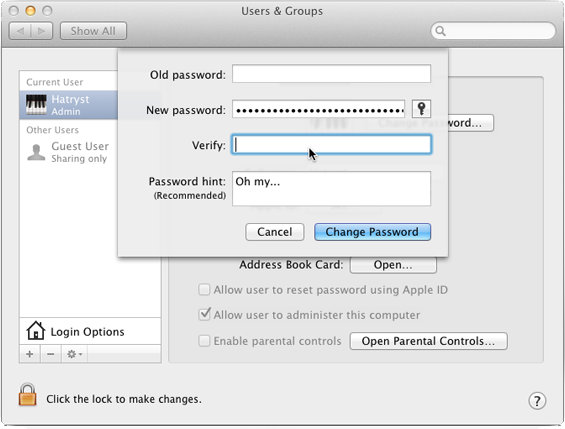 Users & Groups
Show All
Current User
Hatryst
Admin
Other Users
Guest User
Sharing only
Login Options
Old password:
New password: ••••••••••••••••••••••••••••
Verify:
Password hint: Oh my...
(Recommended)
Cancel Change Password
Change Password...
Address Book Card: Open...
Allow user to reset password using Apple ID
Allow user to administer this computer
Enable parental controls Open Parental Controls...
Click the lock to make changes.
?